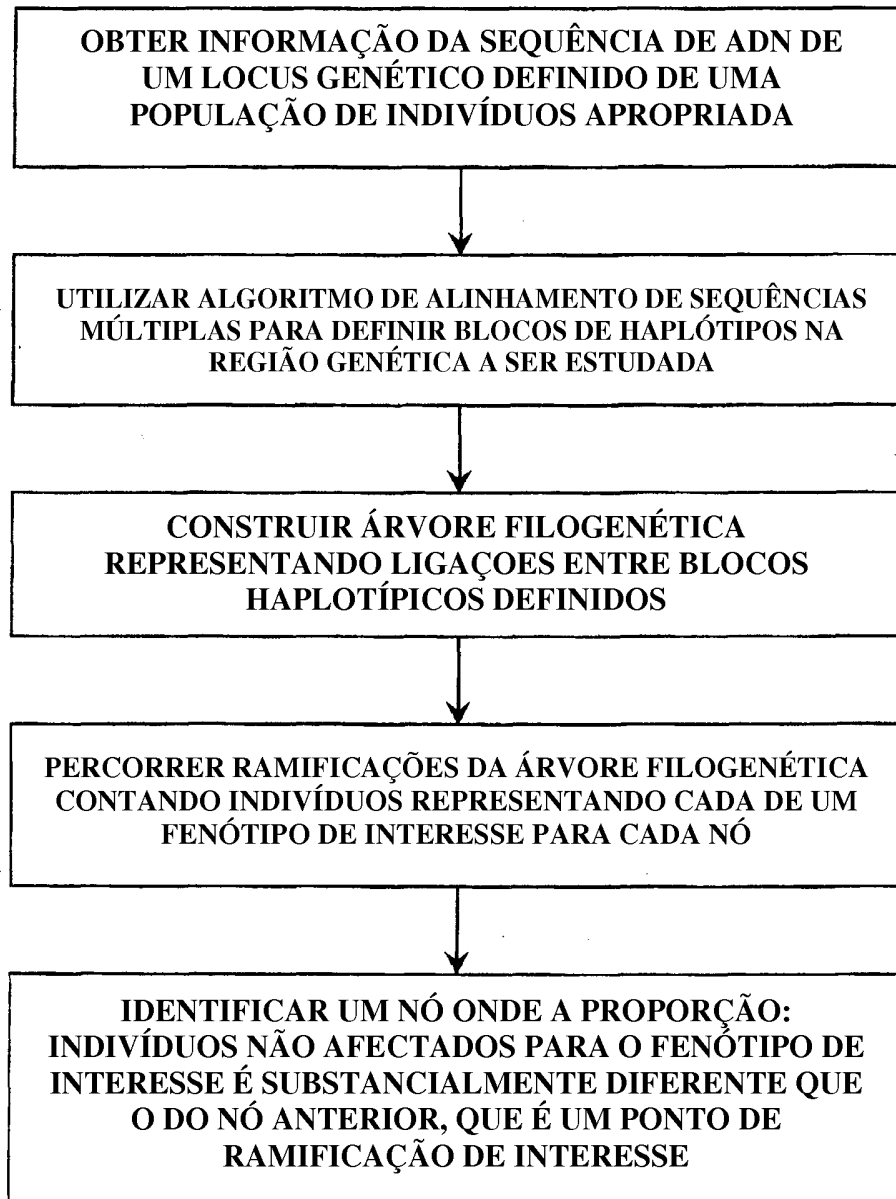 OBTER INFORMAÇÃO DA SEQUÊNCIA DE ADN DE
UM LOCUS GENÉTICO DEFINIDO DE UMA
POPULAÇÃO DE INDIVÍDUOS APROPRIADA
UTILIZAR ALGORITMO DE ALINHAMENTO DE SEQUÊNCIAS
MÚLTIPLAS PARA DEFINIR BLOCOS DE HAPLÓTIPOS NA
REGIÃO GENÉTICA A SER ESTUDADA
CONSTRUIR ÁRVORE FILOGENÉTICA
REPRESENTANDO LIGAÇOES ENTRE BLOCOS
HAPLOTÍPICOS DEFINIDOS
PERCORRER RAMIFICAÇÕES DA ÁRVORE FILOGENÉTICA
CONTANDO INDIVÍDUOS REPRESENTANDO CADA DE UM
FENÓTIPO DE INTERESSE PARA CADA NÓ
IDENTIFICAR UM NÓ ONDE A PROPORÇÃO:
INDIVÍDUOS NÃO AFECTADOS PARA O FENÓTIPO DE
INTERESSE É SUBSTANCIALMENTE DIFERENTE QUE
O DO NÓ ANTERIOR, QUE É UM PONTO DE
RAMIFICAÇÃO DE INTERESSE